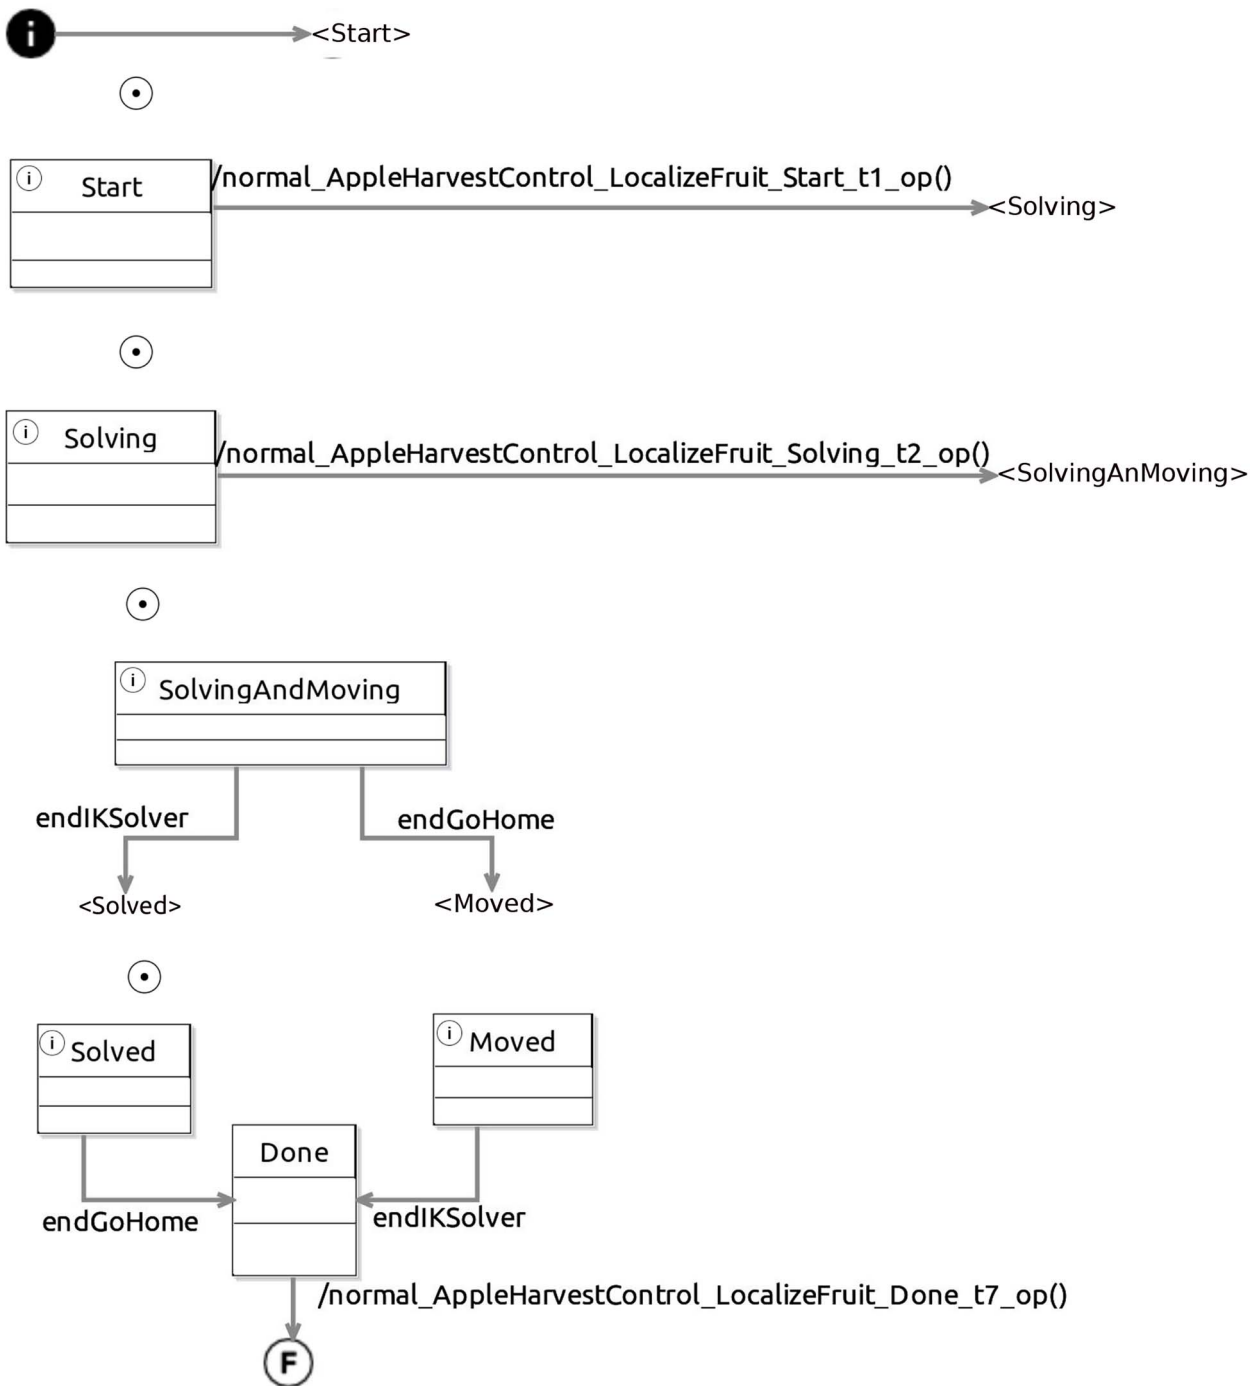 i
<Start>
i
Start
/normal_AppleHarvestControl_LocalizeFruit_Start_t1_op()
<Solving>
i
Solving
/normal_AppleHarvestControl_LocalizeFruit_Solving_t2_op()
<SolvingAnMoving>
i
SolvingAndMoving
endIKSolver
endGoHome
<Solved>
<Moved>
i
Solved
i
Moved
Done
endGoHome
endIKSolver
/normal_AppleHarvestControl_LocalizeFruit_Done_t7_op()
F